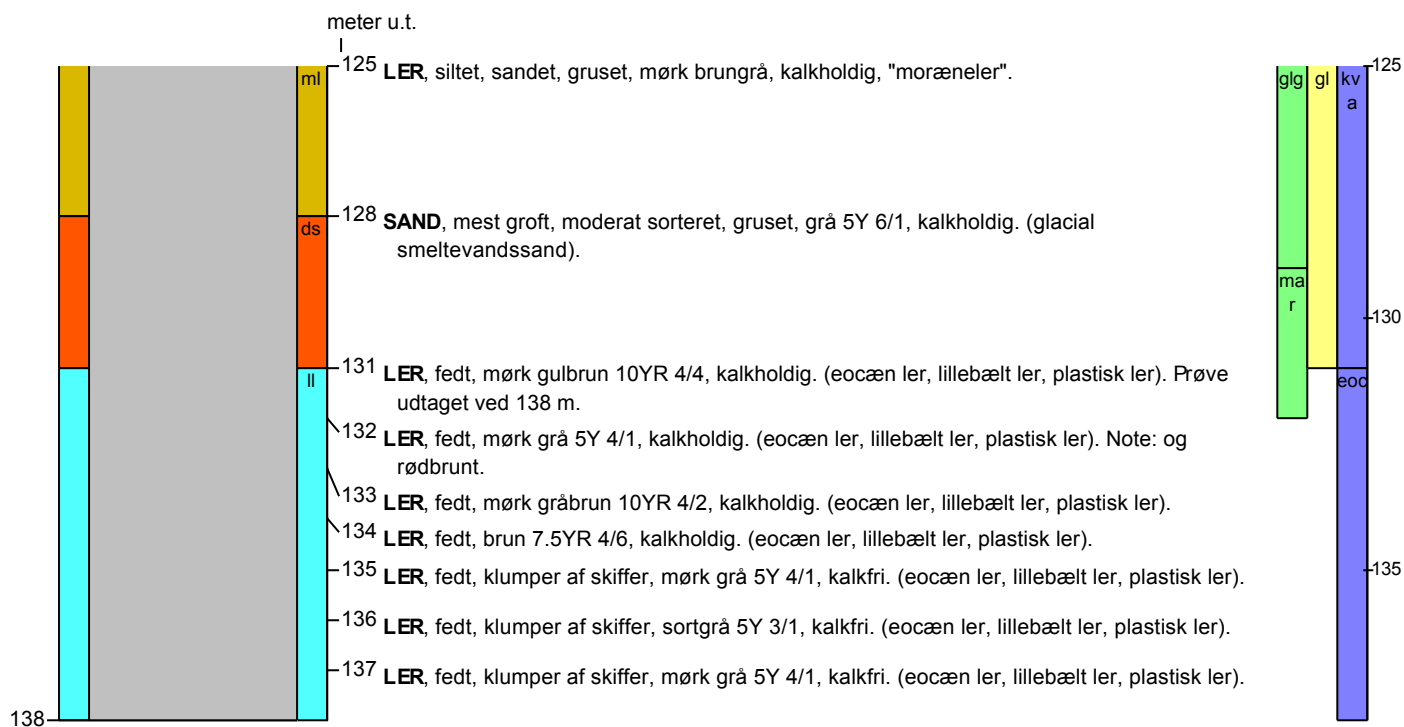 meter u.t.
125 LER, siltet, sandet, gruset, mørk brungrå, kalkholdig, "moræneler".
128 SAND, mest groft, moderat sorteret, gruset, grå 5Y 6/1, kalkholdig. (glacial
smeltevandssand).
131 LER, fedt, mørk gulbrun 10YR 4/4, kalkholdig. (eocæn ler, lillebælt ler, plastisk ler). Prøve
udtaget ved 138 m.
132 LER, fedt, mørk grå 5Y 4/1, kalkholdig. (eocæn ler, lillebælt ler, plastisk ler). Note: og
rødbrunt.
133 LER, fedt, mørk gråbrun 10YR 4/2, kalkholdig. (eocæn ler, lillebælt ler, plastisk ler).
134 LER, fedt, brun 7.5YR 4/6, kalkholdig. (eocæn ler, lillebælt ler, plastisk ler).
135 LER, fedt, klumper af skiffer, mørk grå 5Y 4/1, kalkfri. (eocæn ler, lillebælt ler, plastisk ler).
136 LER, fedt, klumper af skiffer, sortgrå 5Y 3/1, kalkfri. (eocæn ler, lillebælt ler, plastisk ler).
137 LER, fedt, klumper af skiffer, mørk grå 5Y 4/1, kalkfri. (eocæn ler, lillebælt ler, plastisk ler).
138
ml
ds
ll
glg
ma
r
gl
kv
a
eoc
125
130
135